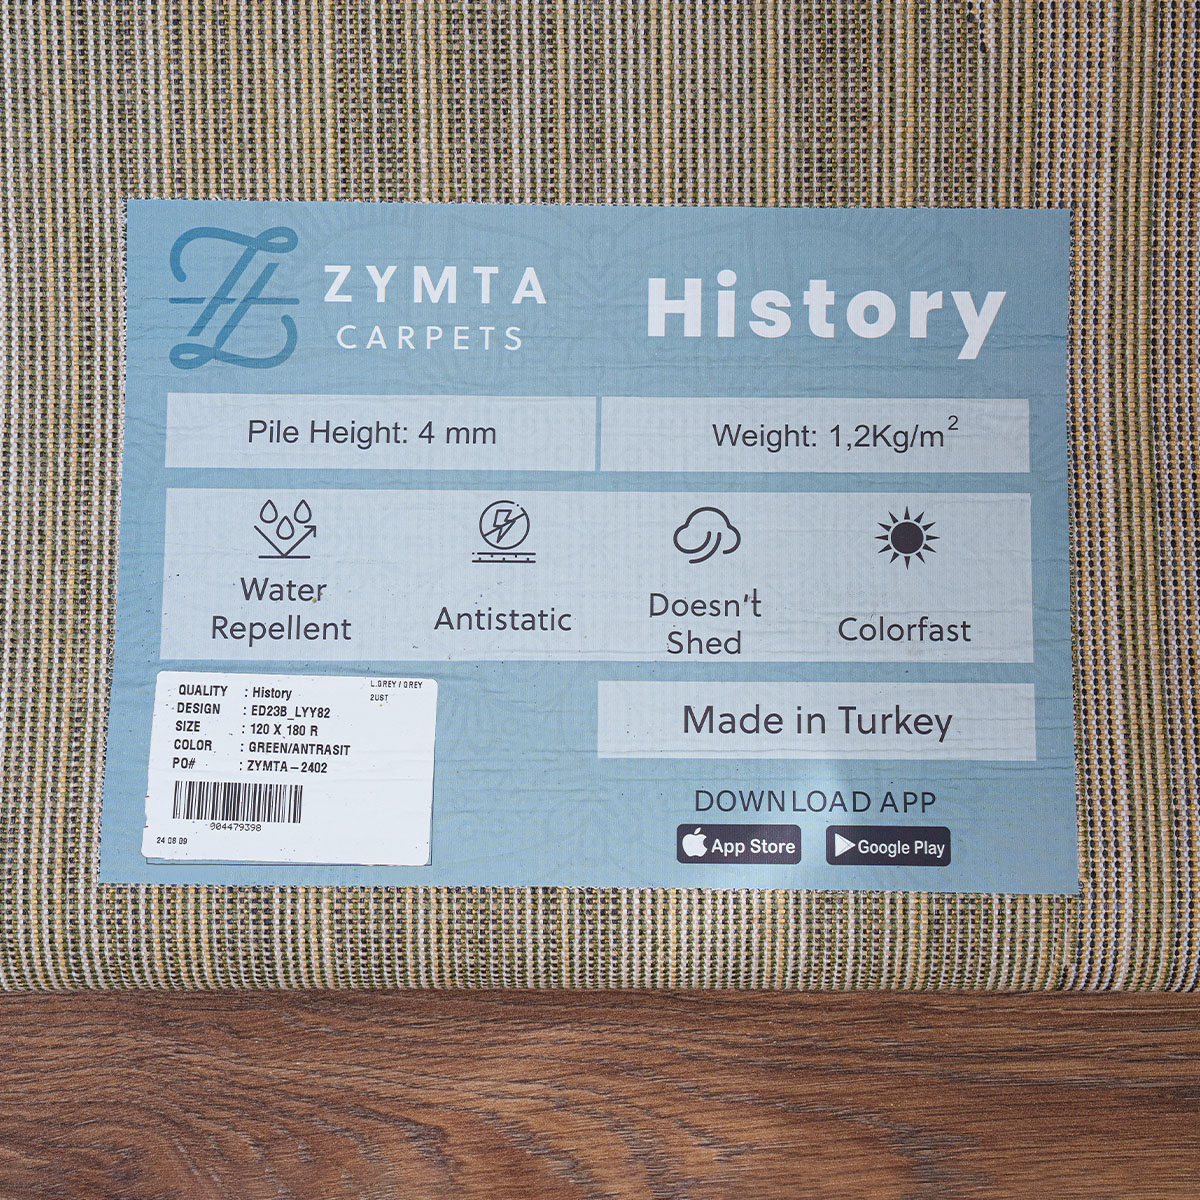 ZYMTA
CARPETS
History
Pile Height: 4 mm
Weight: 1,2Kg/m²
Water
Repellent
Antistatic
Doesn't
Shed
Colorfast
QUALITY : History
L.GREY / GREY
2UST
DESIGN : ED23B_LYY82
SIZE : 120 X 180 R
COLOR : GREEN/ANTRASIT
PO# : ZYMTA-2402
904479398
24 08 09
Made in Turkey
DOWNLOAD APP
App Store
Google Play